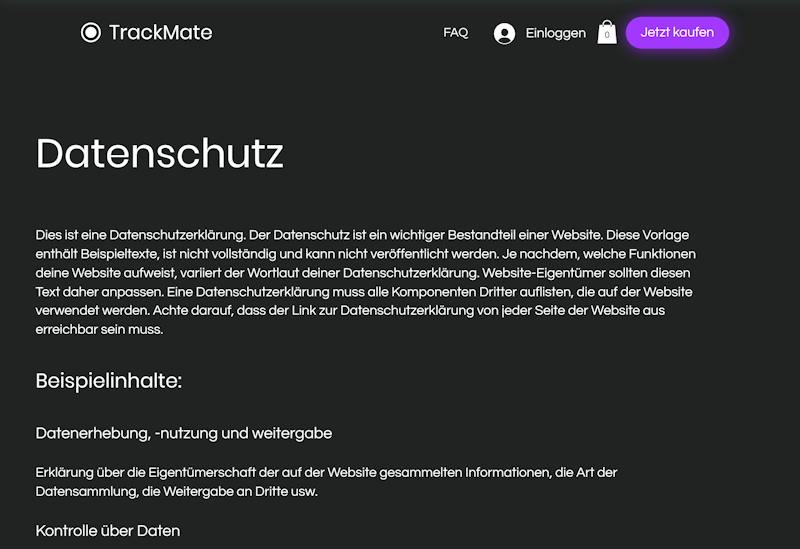 TrackMate
FAQ
Einloggen
0
Jetzt kaufen
Datenschutz
Dies ist eine Datenschutzerklärung. Der Datenschutz ist ein wichtiger Bestandteil einer Website. Diese Vorlage
enthält Beispieltexte, ist nicht vollständig und kann nicht veröffentlicht werden. Je nachdem, welche Funktionen
deine Website aufweist, variiert der Wortlaut deiner Datenschutzerklärung. Website-Eigentümer sollten diesen
Text daher anpassen. Eine Datenschutzerklärung muss alle Komponenten Dritter auflisten, die auf der Website
verwendet werden. Achte darauf, dass der Link zur Datenschutzerklärung von jeder Seite der Website aus
erreichbar sein muss.
Beispielinhalte:
Datenerhebung, -nutzung und weitergabe
Erklärung über die Eigentümerschaft der auf der Website gesammelten Informationen, die Art der
Datensammlung, die Weitergabe an Dritte usw.
Kontrolle über Daten